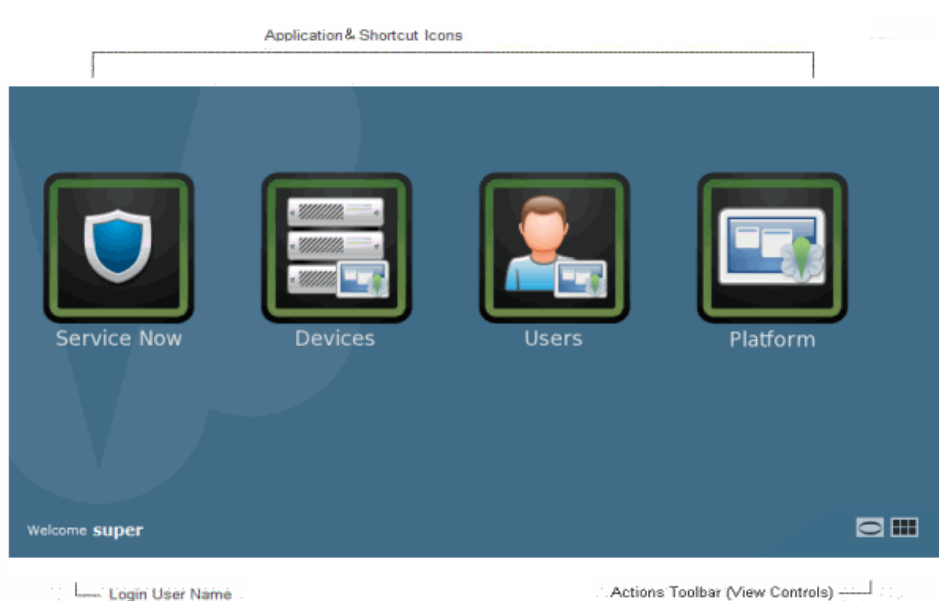 Application & Shortcut Icons
Service Now
Devices
Users
Platform
Welcome super
Login User Name
Actions Toolbar (View Controls)